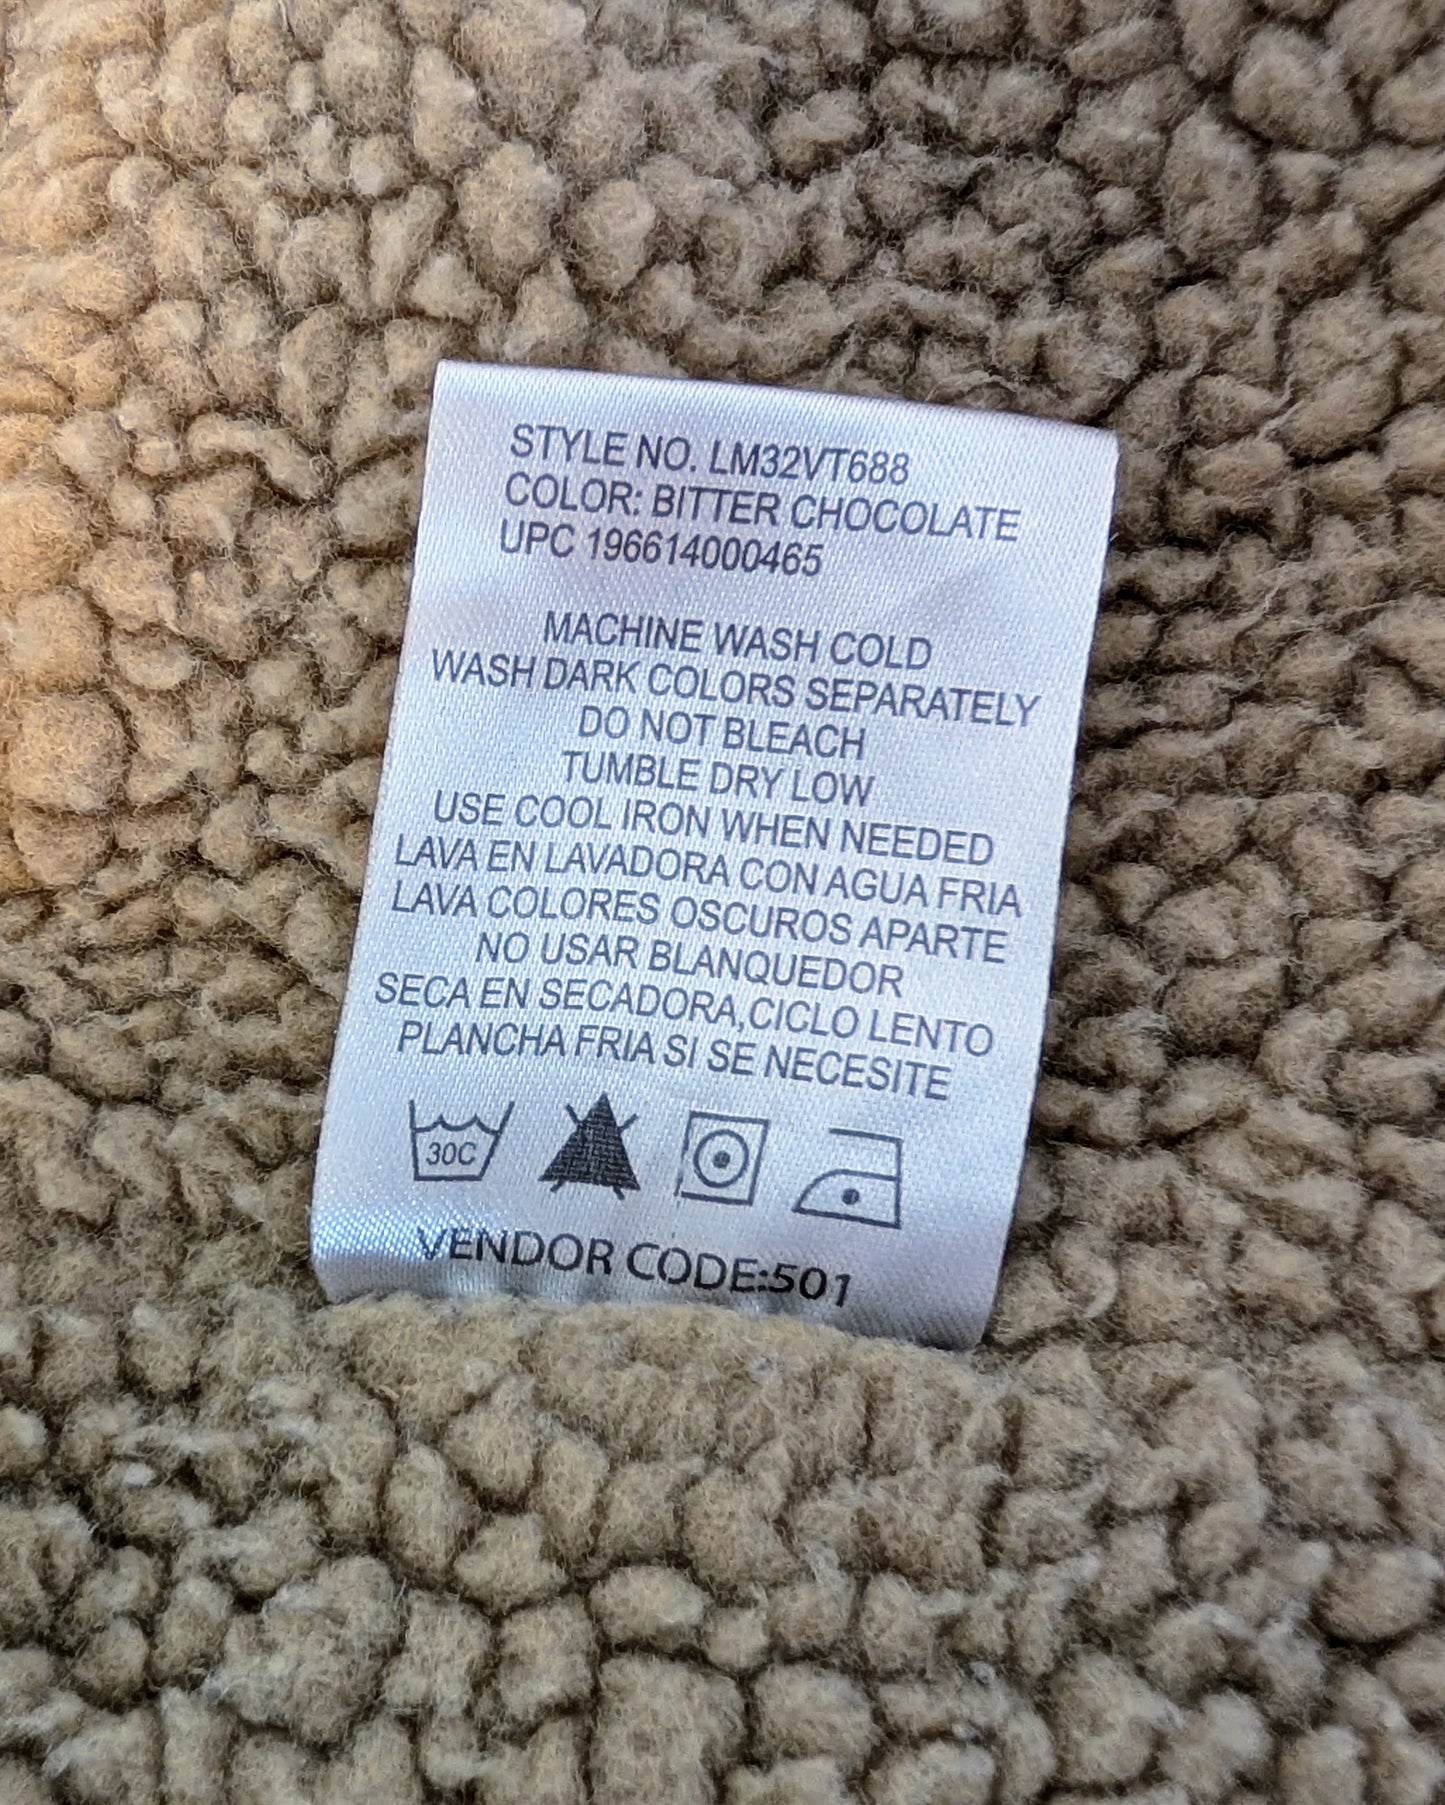 STYLE NO. LM32VT688
COLOR: BITTER CHOCOLATE
UPC 196614000465
MACHINE WASH COLD
WASH DARK COLORS SEPARATELY
DO NOT BLEACH
TUMBLE DRY LOW
USE COOL IRON WHEN NEEDED
LAVA EN LAVADORA CON AGUA FRIA
LAVA COLORES OSCUROS APARTE
NO USAR BLANQUEDOR
SECA EN SECADORA,CICLO LENTO
PLANCHA FRIA SI SE NECESITE
30C
VENDOR CODE:501